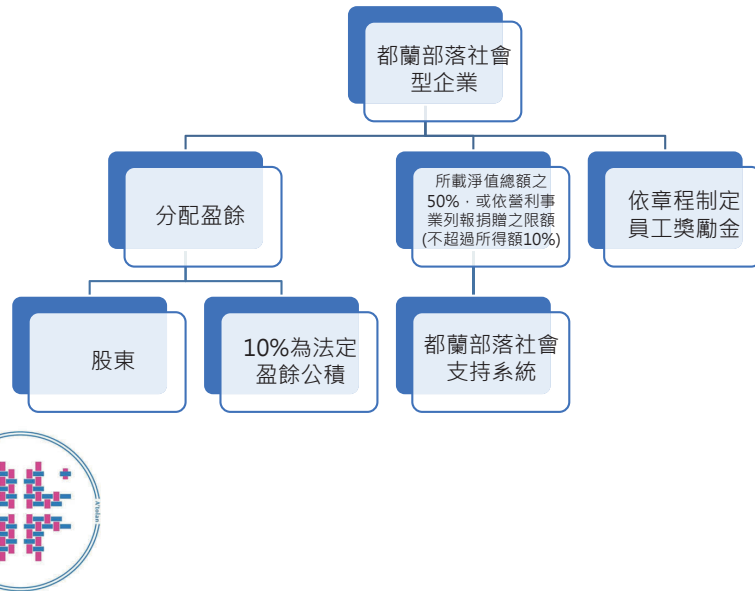 都蘭部落社會
型企業
分配盈餘
所載淨值總額之
50%，或依營利事
業列報捐贈之限額
(不超過所得額10%)
依章程制定
員工獎勵金
股東
10%為法定
盈餘公積
都蘭部落社會
支持系統